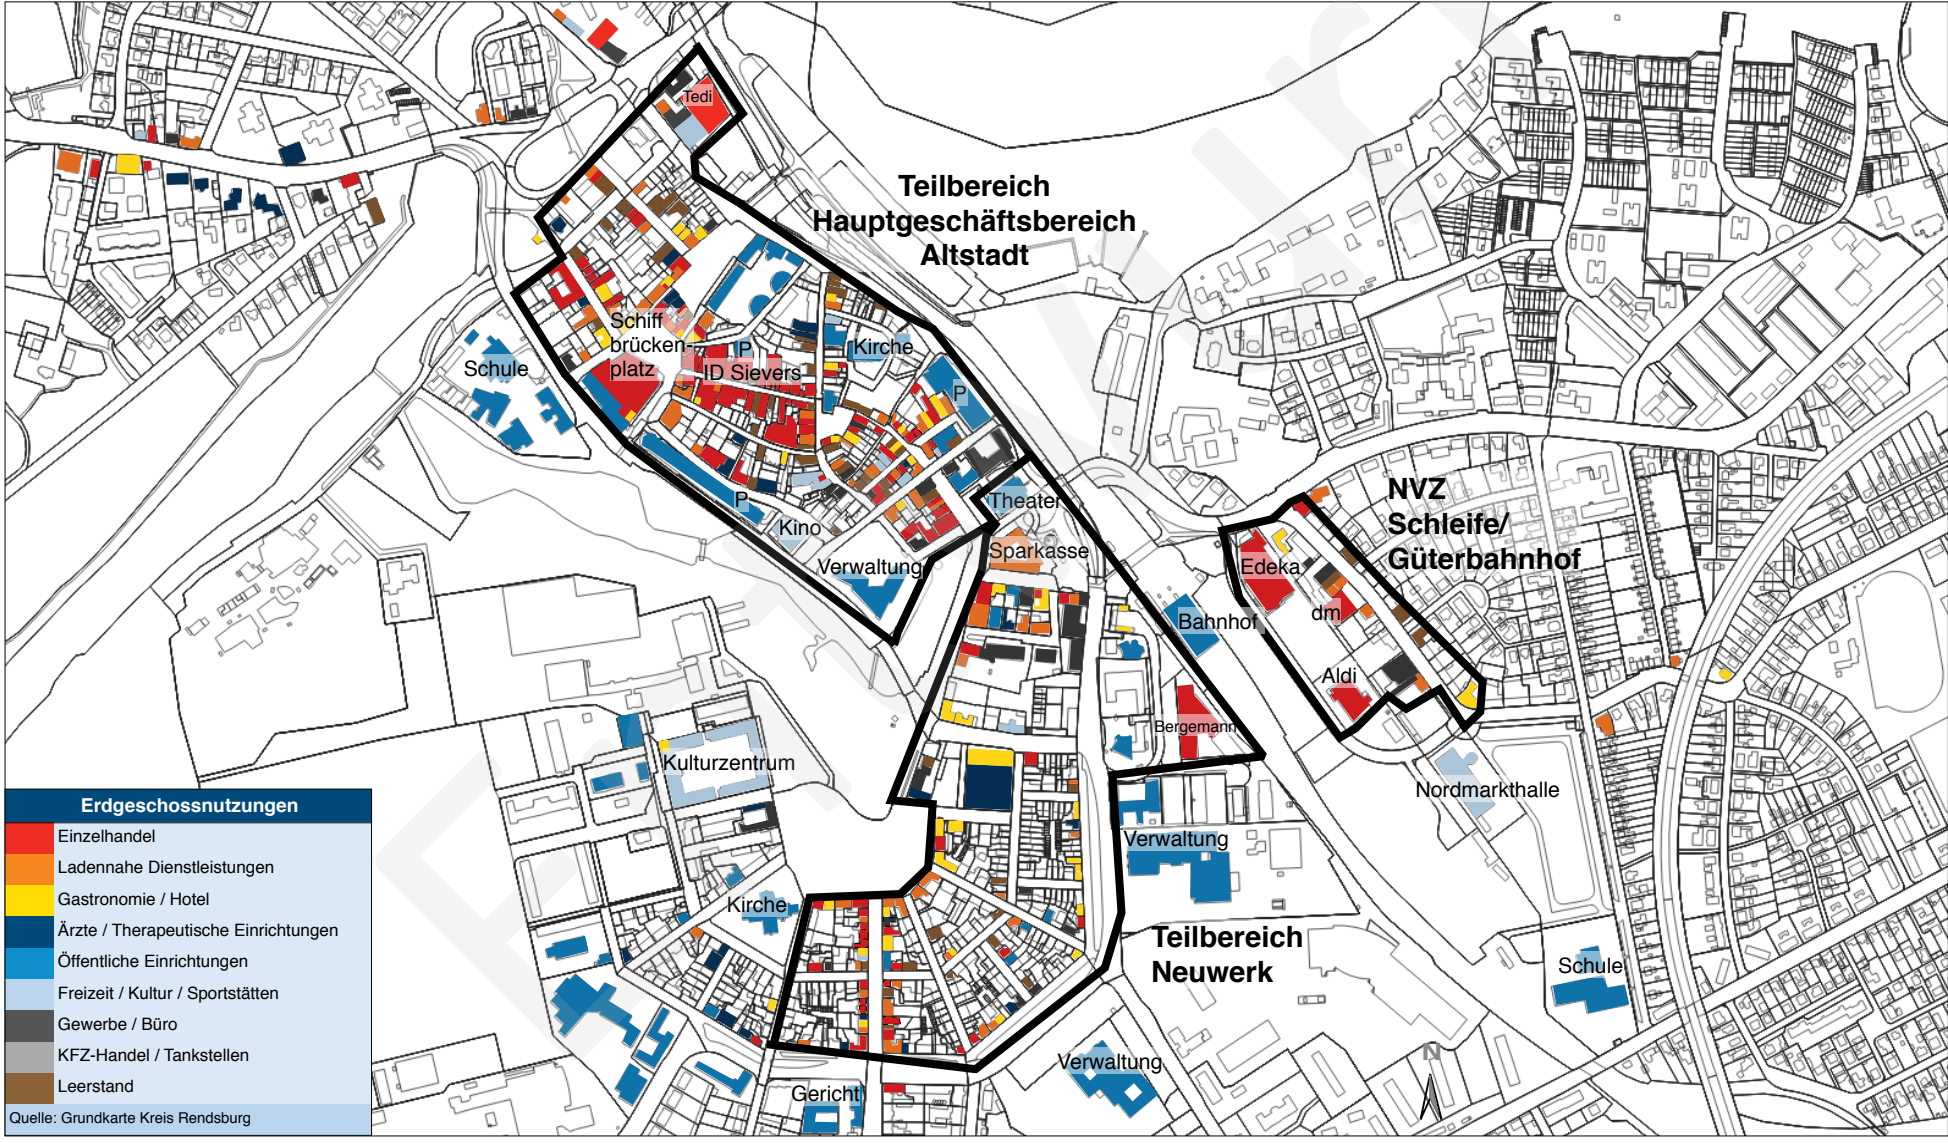 Tedi
Teilbereich
Hauptgeschäftsbereich
Altstadt
Schiff
brücken-
platz
P
ID Sievers
Kirche
Schule
P
P
Kino
Theater
Sparkasse
Verwaltung
NVZ
Schleife/
Güterbahnhof
Edeka
dm
Aldi
Bahnhof
Bergemann
Kulturzentrum
Nordmarkthalle
Verwaltung
Kirche
Teilbereich
Neuwerk
Schule
Verwaltung
Gericht
N
Entwurf
Erdgeschossnutzungen
Einzelhandel
Ladennahe Dienstleistungen
Gastronomie / Hotel
Ärzte / Therapeutische Einrichtungen
Öffentliche Einrichtungen
Freizeit / Kultur / Sportstätten
Gewerbe / Büro
KFZ-Handel / Tankstellen
Leerstand
Quelle: Grundkarte Kreis Rendsburg